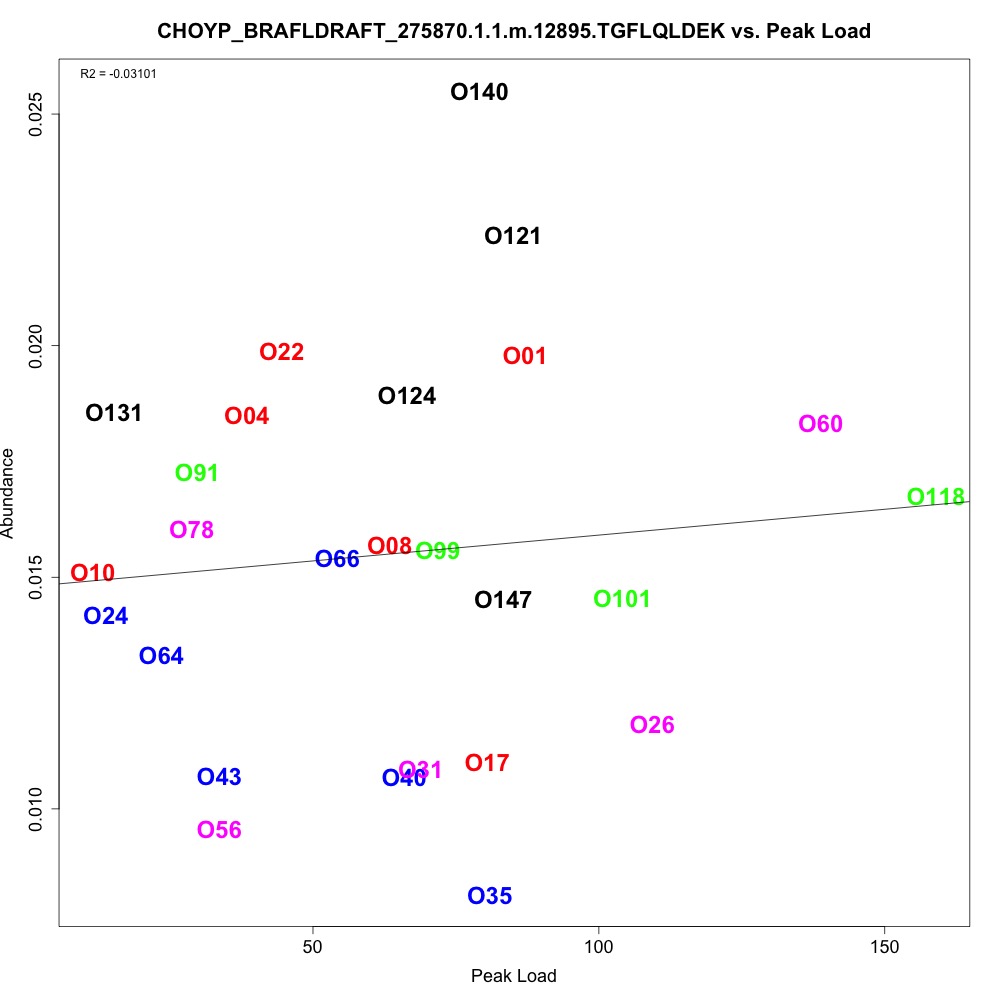 CHOYP_BRAFLDRAFT_275870.1.1.m.12895.TGFLQLDEK vs. Peak Load
R2 = -0.03101
O140
0.025
O121
0.020
O22
O01
O124
O131
O04
O60
O91
O118
O78
O08
O99
O66
O10
0.015
O147
O101
O24
O64
O26
O17
O31
O43
O40
0.010
O56
O35
Abundance
50 100 150
Peak Load